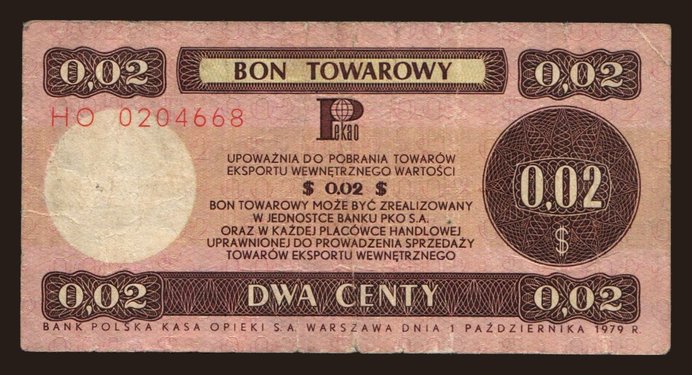 0,02 BON TOWAROWY 0,02
HO 0204668
Pekao
UPOWAŻNIA DO POBRANIA TOWARÓW
EKSPORTU WEWNĘTRZNEGO WARTOŚCI
$ 0.02 $
BON TOWAROWY MOŻE BYĆ ZREALIZOWANY
W JEDNOSTCE BANKU PKO S.A.
ORAZ W KAŻDEJ PLACÓWCE HANDLOWEJ
UPRAWNIONEJ DO PROWADZENIA SPRZEDAŻY
TOWARÓW EKSPORTU WEWNĘTRZNEGO
0,02
$
0,02 DWA CENTY 0,02
BANK POLSKA KASA OPIEKI S.A. WARSZAWA DNIA 1 PAŹDZIERNIKA 1979 R.